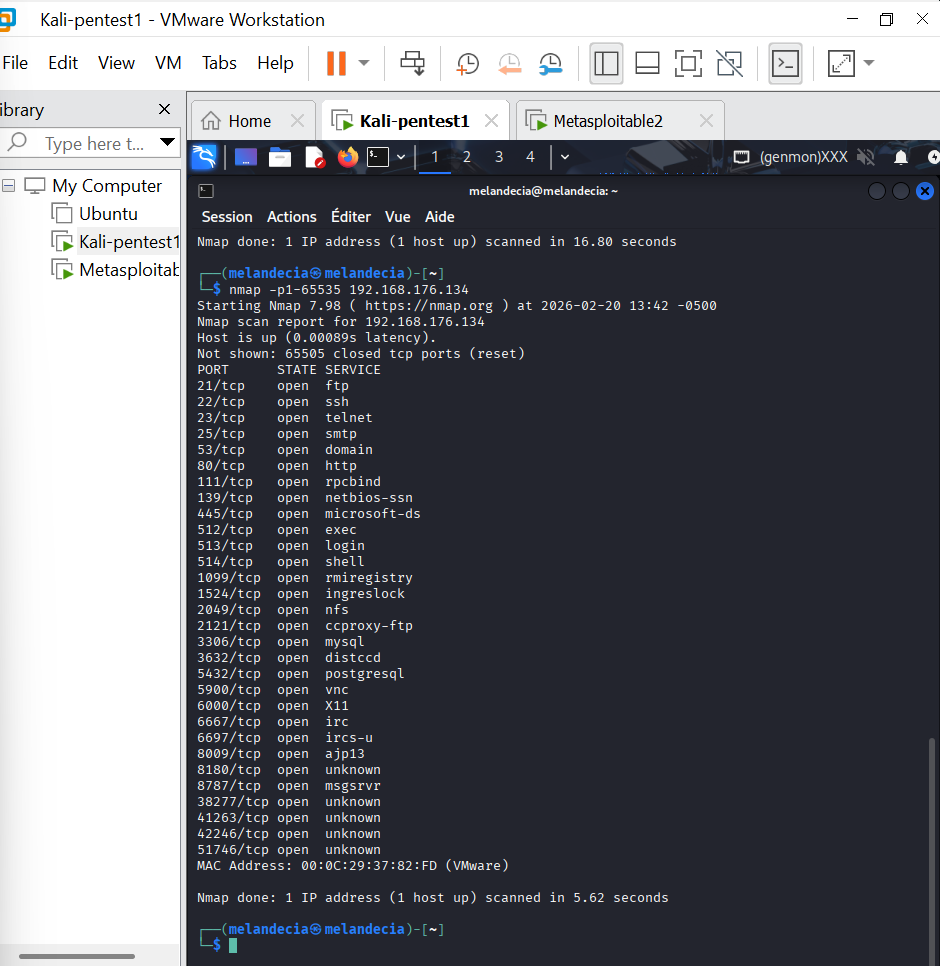 Kali-pentest1 - VMware Workstation
File Edit View VM Tabs Help
ibrary
Type here t...
My Computer
Ubuntu
Kali-pentest1
Metasploitab
Home
Kali-pentest1
Metasploitable2
1 2 3 4
(genmon)XXX
melandecia@melandecia: ~
Session Actions Éditer Vue Aide
Nmap done: 1 IP address (1 host up) scanned in 16.80 seconds
┌──(melandecia㉿melandecia)-[~]
└─$ nmap -p1-65535 192.168.176.134
Starting Nmap 7.98 ( https://nmap.org ) at 2026-02-20 13:42 -0500
Nmap scan report for 192.168.176.134
Host is up (0.00089s latency).
Not shown: 65505 closed tcp ports (reset)
PORT STATE SERVICE
21/tcp open ftp
22/tcp open ssh
23/tcp open telnet
25/tcp open smtp
53/tcp open domain
80/tcp open http
111/tcp open rpcbind
139/tcp open netbios-ssn
445/tcp open microsoft-ds
512/tcp open exec
513/tcp open login
514/tcp open shell
1099/tcp open rmiregistry
1524/tcp open ingreslock
2049/tcp open nfs
2121/tcp open ccproxy-ftp
3306/tcp open mysql
3632/tcp open distccd
5432/tcp open postgresql
5900/tcp open vnc
6000/tcp open X11
6667/tcp open irc
6697/tcp open ircs-u
8009/tcp open ajp13
8180/tcp open unknown
8787/tcp open msgsrvr
38277/tcp open unknown
41263/tcp open unknown
42246/tcp open unknown
51746/tcp open unknown
MAC Address: 00:0C:29:37:82:FD (VMware)
Nmap done: 1 IP address (1 host up) scanned in 5.62 seconds
┌──(melandecia㉿melandecia)-[~]
└─$